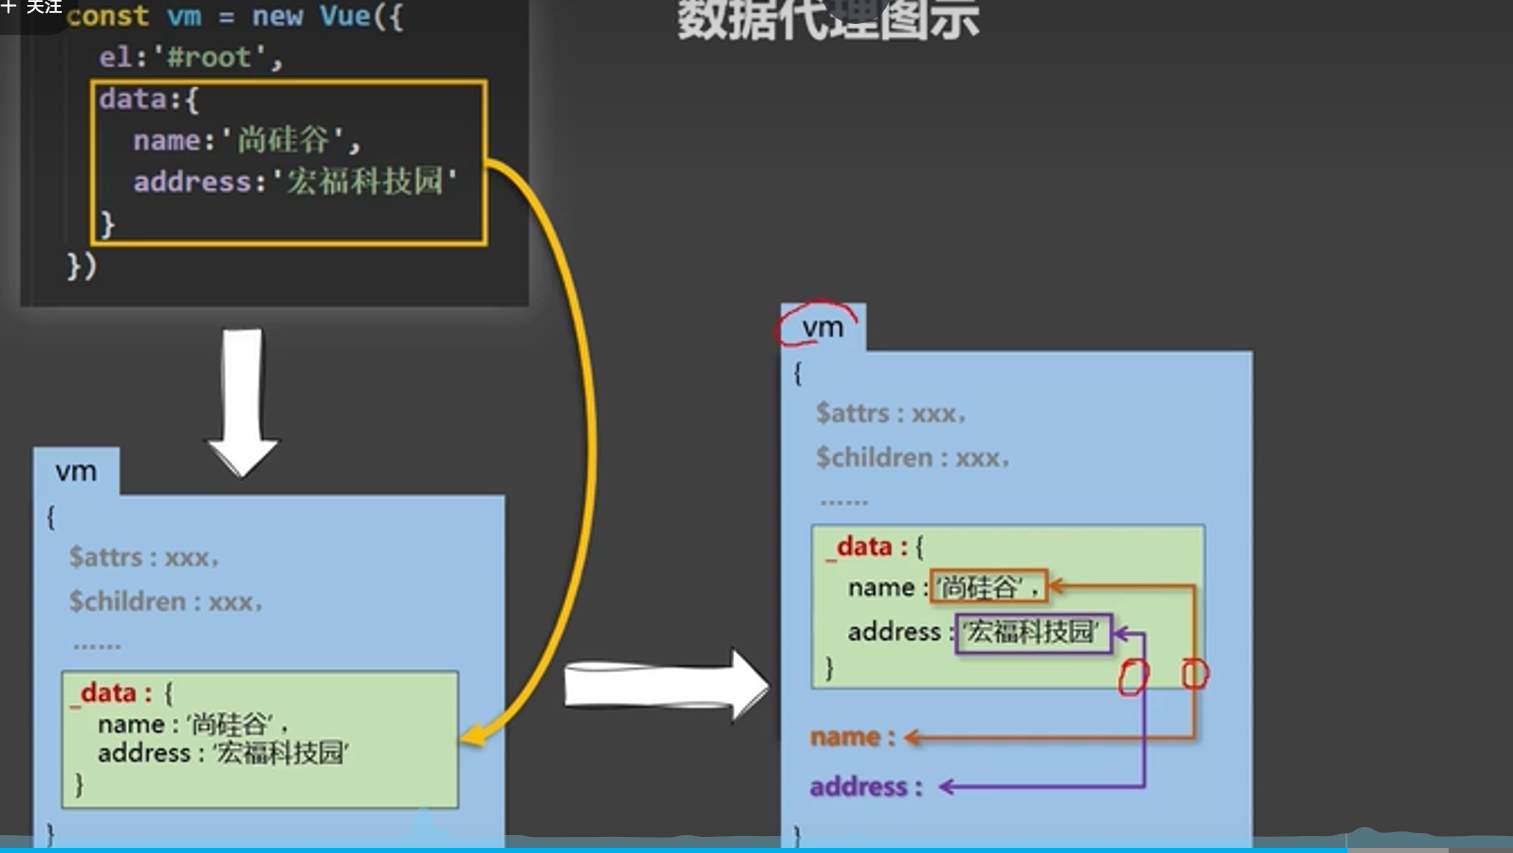 + 关注
const vm = new Vue({
el:'#root',
data:{
name:'尚硅谷',
address:'宏福科技园'
}
})
数据代理图示
vm
{
$attrs : xxx,
$children : xxx,
......
_data : {
name : '尚硅谷',
address : '宏福科技园'
}
}
vm
{
$attrs : xxx,
$children : xxx,
......
_data : {
name : '尚硅谷',
address : '宏福科技园'
}
name :
address :
}